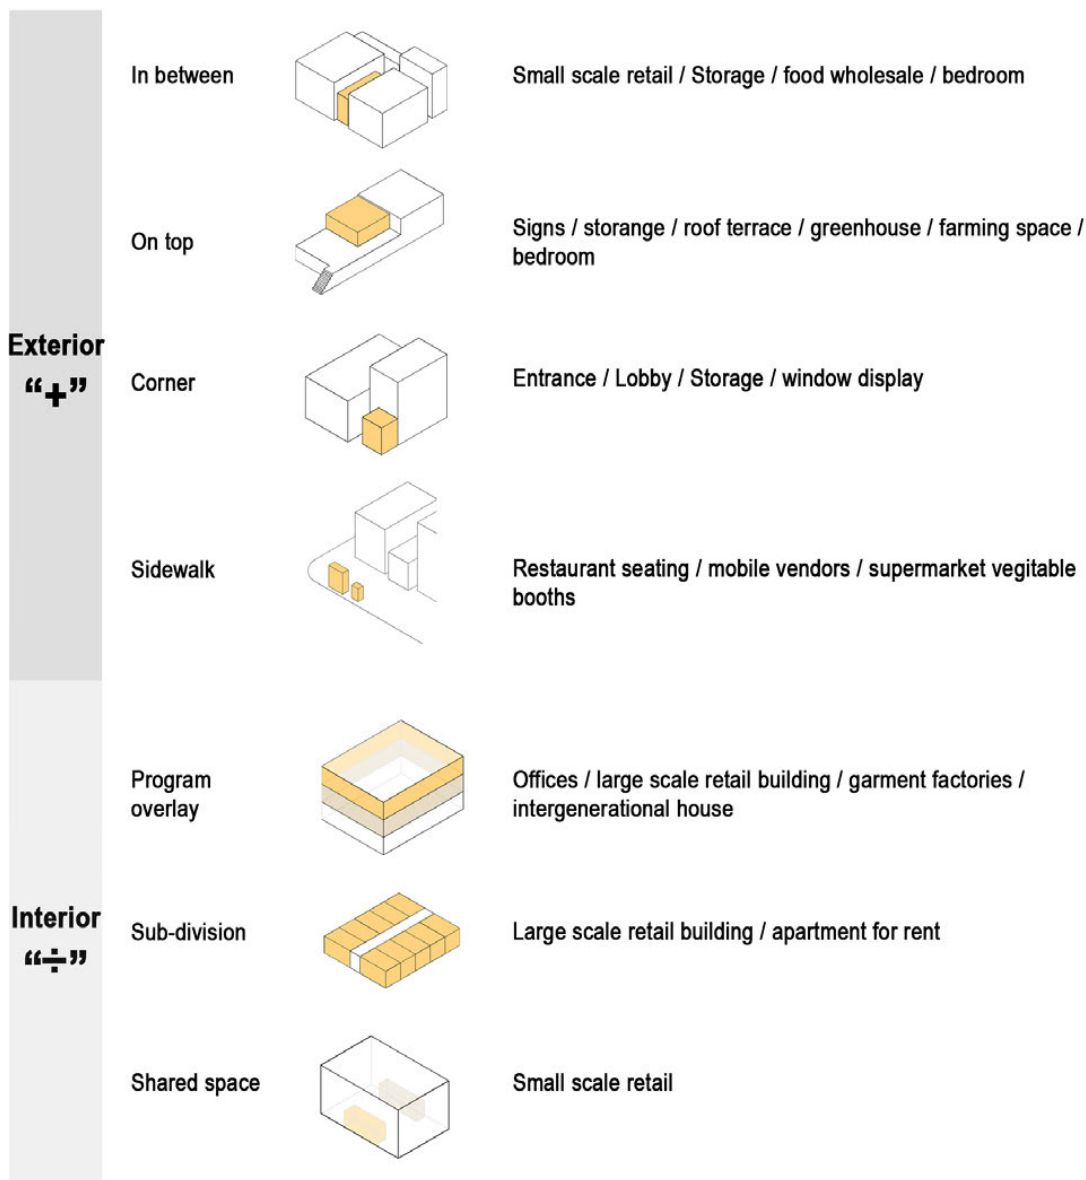 In between
Small scale retail / Storage / food wholesale / bedroom
On top
Signs / storange / roof terrace / greenhouse / farming space /
bedroom
Exterior
“+”
Corner
Entrance / Lobby / Storage / window display
Sidewalk
Restaurant seating / mobile vendors / supermarket vegitable
booths
Program
overlay
Offices / large scale retail building / garment factories /
intergenerational house
Interior
“÷”
Sub-division
Large scale retail building / apartment for rent
Shared space
Small scale retail